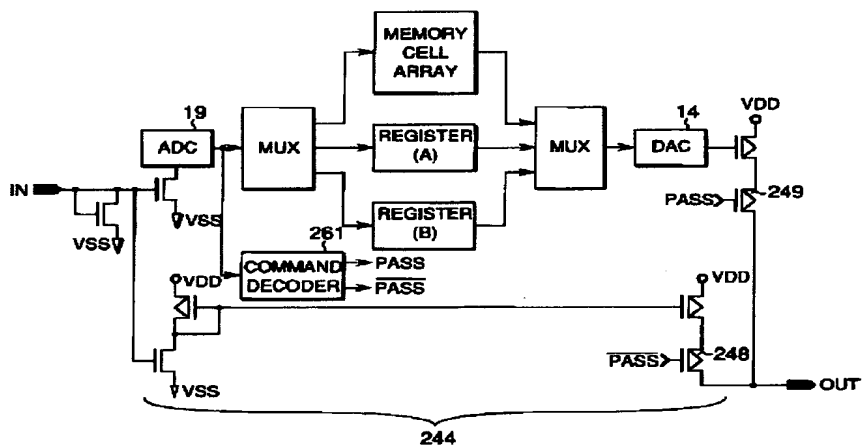 MEMORY
CELL
ARRAY
19
ADC
MUX
REGISTER
(A)
MUX
14
DAC
VDD
IN
VSS
VSS
REGISTER
(B)
PASS
249
261
COMMAND
DECODER
PASS
PASS
VDD
VDD
PASS
248
VSS
OUT
244